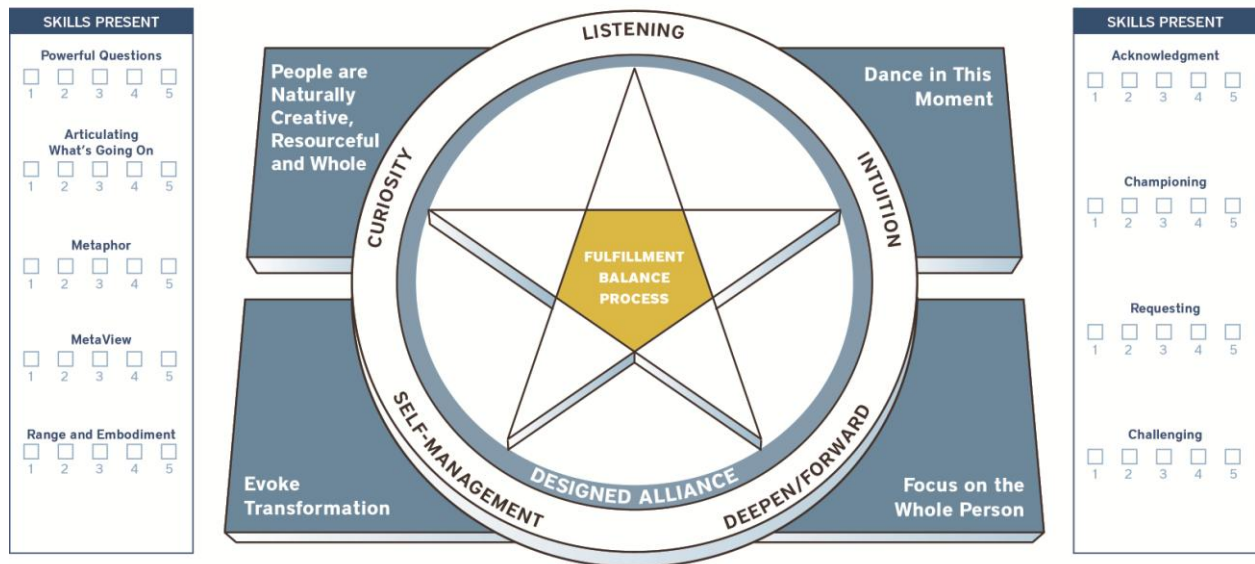 SKILLS PRESENT
Powerful Questions
1 2 3 4 5
Articulating
What's Going On
1 2 3 4 5
Metaphor
1 2 3 4 5
MetaView
1 2 3 4 5
Range and Embodiment
1 2 3 4 5
People are
Naturally
Creative,
Resourceful
and Whole
Dance in This
Moment
LISTENING
CURIOSITY
INTUITION
FULFILLMENT
BALANCE
PROCESS
SELF-MANAGEMENT
DEEPEN/FORWARD
DESIGNED ALLIANCE
Evoke
Transformation
Focus on the
Whole Person
SKILLS PRESENT
Acknowledgment
1 2 3 4 5
Championing
1 2 3 4 5
Requesting
1 2 3 4 5
Challenging
1 2 3 4 5